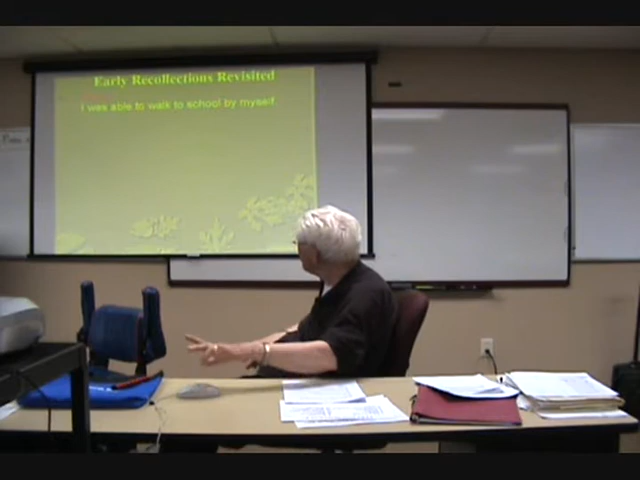 Early Recollections Revisited
I was able to walk to school by myself.